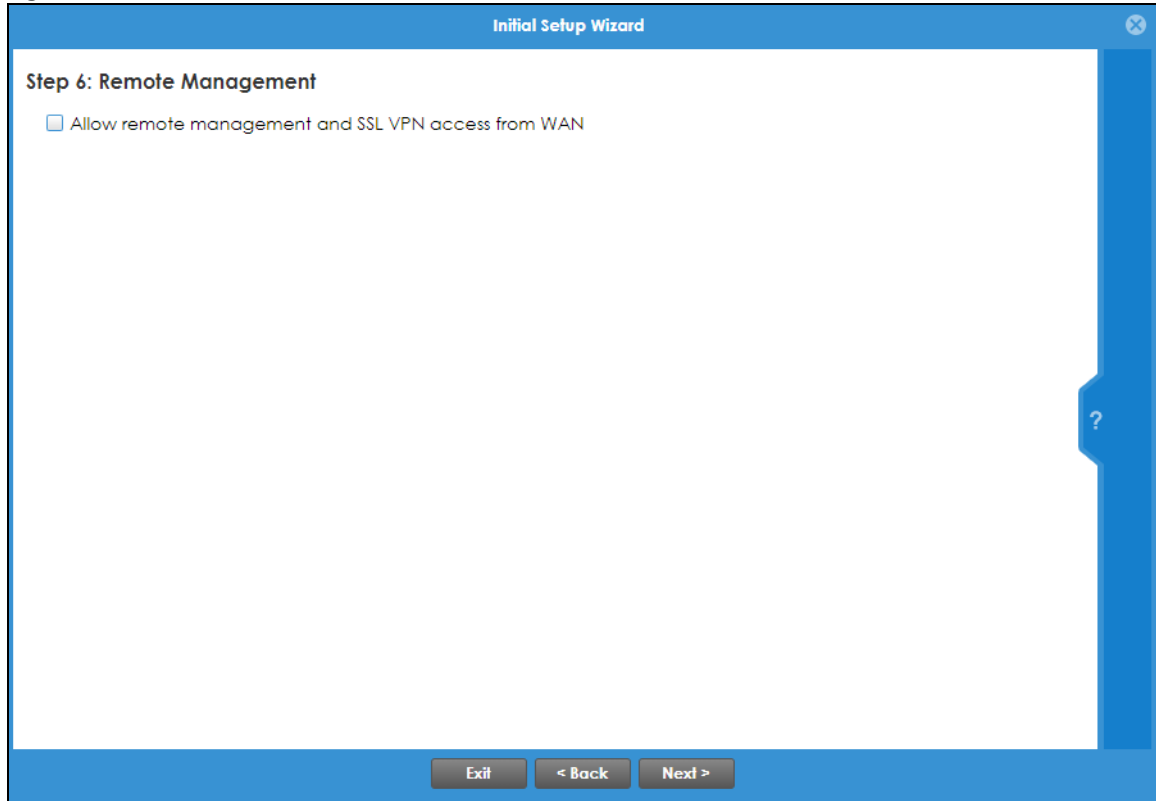 Initial Setup Wizard
Step 6: Remote Management
Allow remote management and SSL VPN access from WAN
?
Exit
< Back
Next >